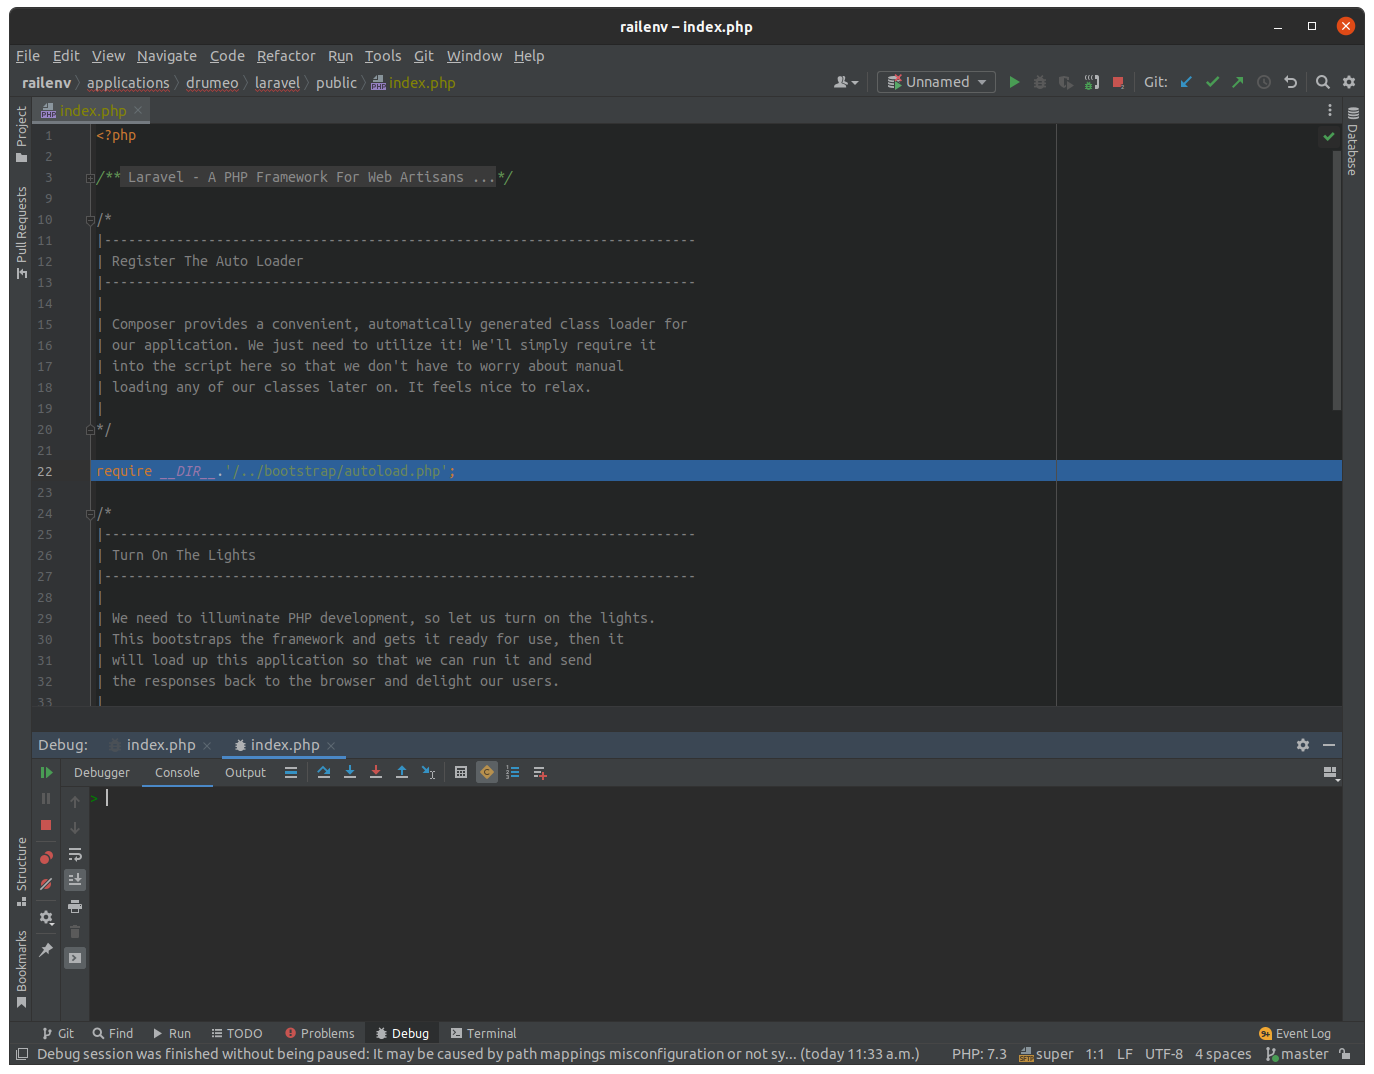 railenv – index.php
File Edit View Navigate Code Refactor Run Tools Git Window Help
railenv applications drumeo laravel public index.php
Unnamed Git:
index.php
Project
Pull Requests
Structure
Bookmarks
Database
1 <?php
2
3 /** Laravel - A PHP Framework For Web Artisans ...*/
9
10 /*
11 |--------------------------------------------------------------------------
12 | Register The Auto Loader
13 |--------------------------------------------------------------------------
14 |
15 | Composer provides a convenient, automatically generated class loader for
16 | our application. We just need to utilize it! We'll simply require it
17 | into the script here so that we don't have to worry about manual
18 | loading any of our classes later on. It feels nice to relax.
19 |
20 */
21
22 require __DIR__.'/../bootstrap/autoload.php';
23
24 /*
25 |--------------------------------------------------------------------------
26 | Turn On The Lights
27 |--------------------------------------------------------------------------
28 |
29 | We need to illuminate PHP development, so let us turn on the lights.
30 | This bootstraps the framework and gets it ready for use, then it
31 | will load up this application so that we can run it and send
32 | the responses back to the browser and delight our users.
33 |
Debug: index.php index.php
Debugger Console Output
>
Git Find Run TODO Problems Debug Terminal 9+ Event Log
Debug session was finished without being paused: It may be caused by path mappings misconfiguration or not sy... (today 11:33 a.m.) PHP: 7.3 super 1:1 LF UTF-8 4 spaces master